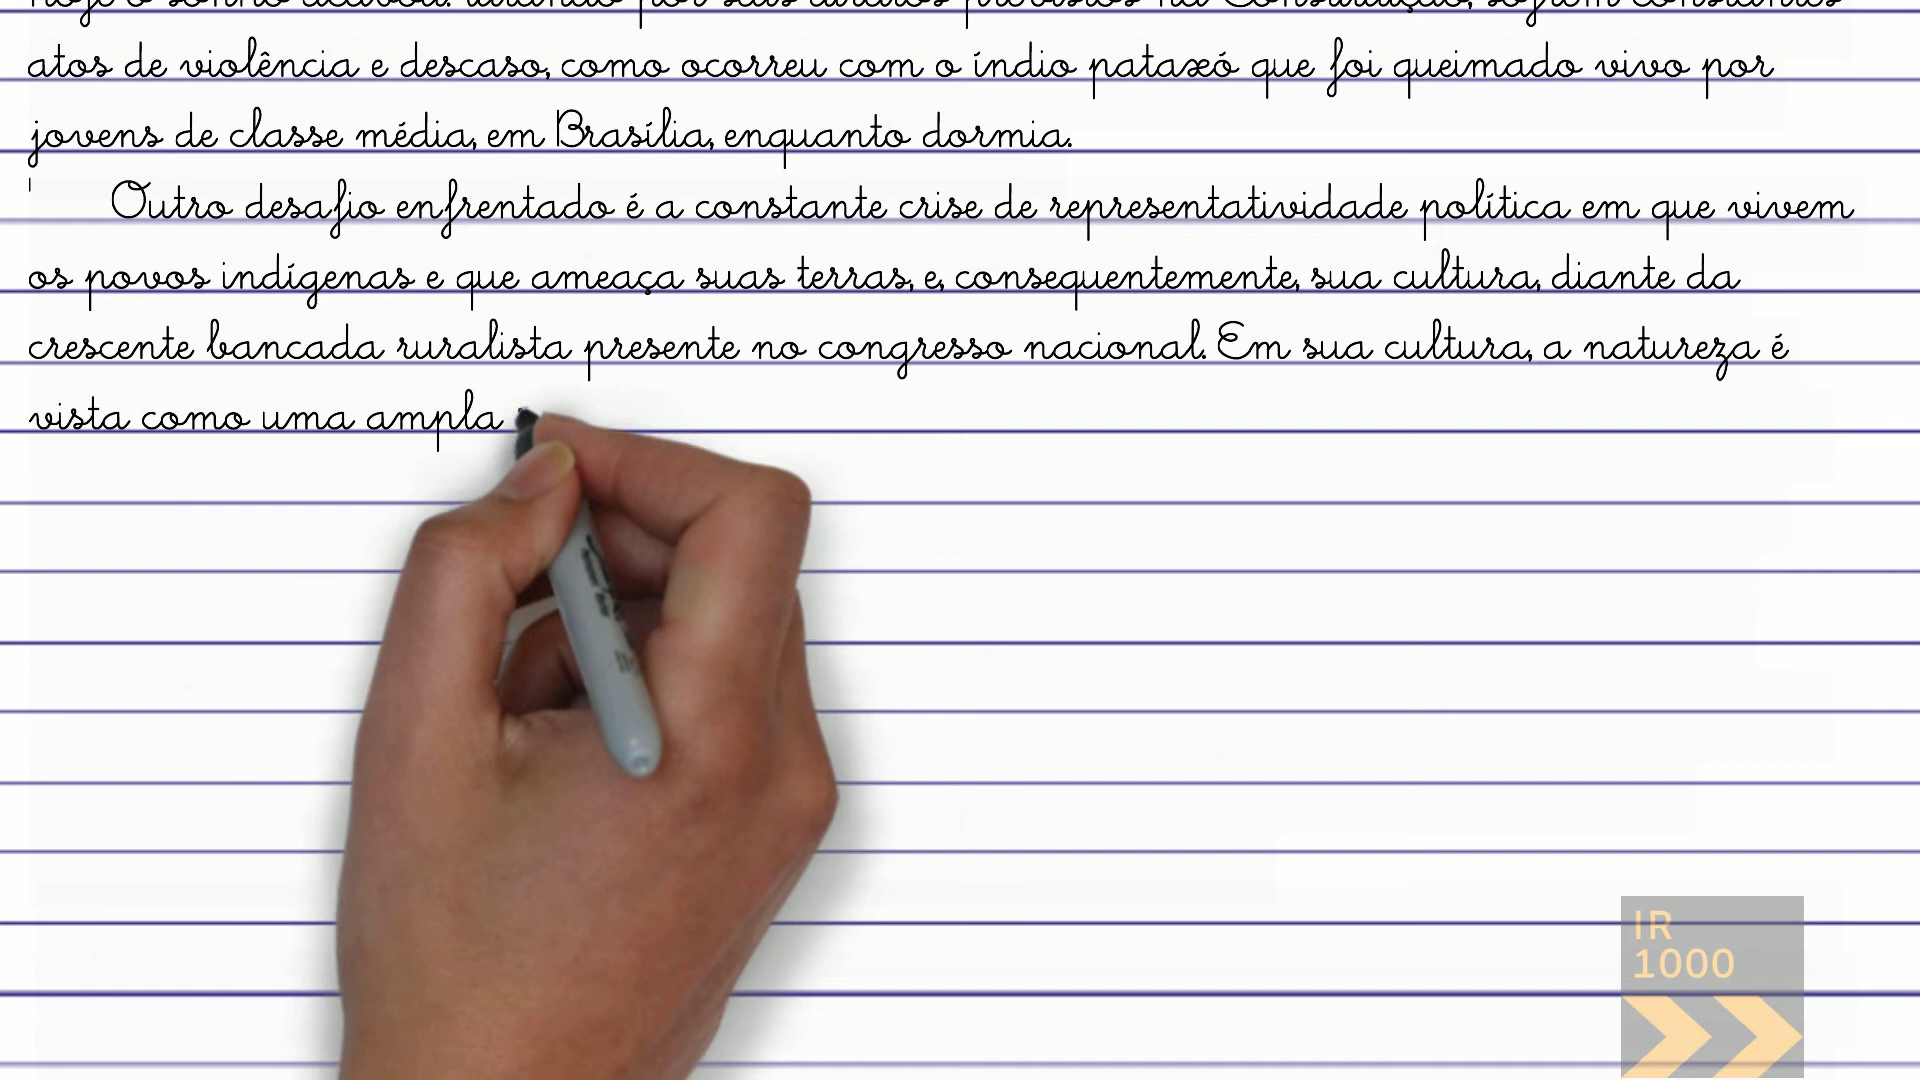 atos de violência e descaso, como ocorreu com o índio pataxó que foi queimado vivo por
jovens de classe média, em Brasília, enquanto dormia.
Outro desafio enfrentado é a constante crise de representatividade política em que vivem
os povos indígenas e que ameaça suas terras, e, consequentemente, sua cultura, diante da
crescente bancada ruralista presente no congresso nacional. Em sua cultura, a natureza é
vista como uma ampla
IR
1000